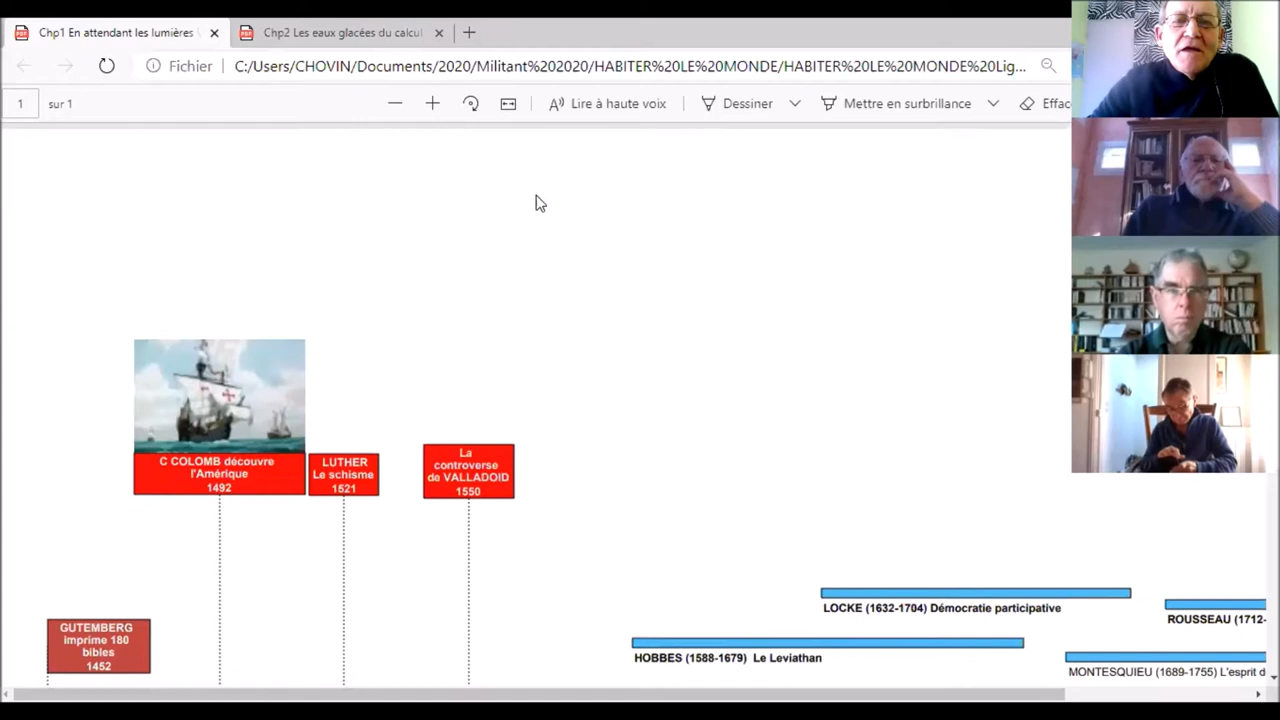 Chp1 En attendant les lumières
Chp2 Les eaux glacées du calcul
Fichier
C:/Users/CHOVIN/Documents/2020/Militant%202020/HABITER%20LE%20MONDE/HABITER%20LE%20MONDE%20Lig...
1
sur 1
Lire à haute voix
Dessiner
Mettre en surbrillance
Efface
C COLOMB découvre
l'Amérique
1492
LUTHER
Le schisme
1521
La
controverse
de VALLADOID
1550
LOCKE (1632-1704) Démocratie participative
ROUSSEAU (1712-
GUTEMBERG
imprime 180
bibles
1452
HOBBES (1588-1679) Le Leviathan
MONTESQUIEU (1689-1755) L'esprit d